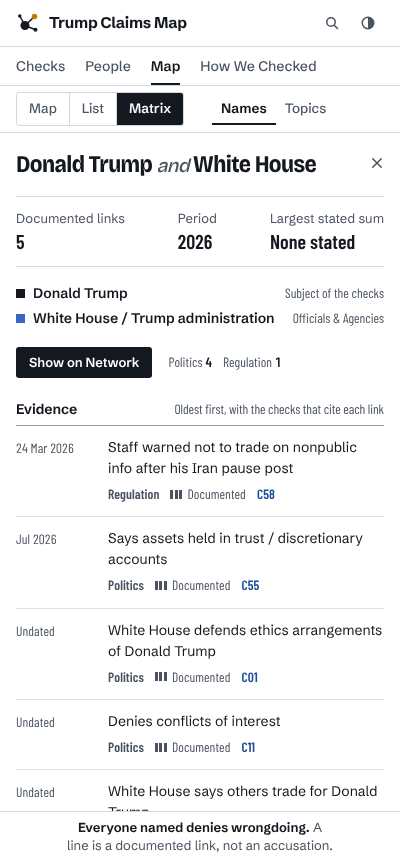 Trump Claims Map
Checks People Map How We Checked
Map List Matrix Names Topics
Donald Trump and White House
Documented links Period Largest stated sum
5 2026 None stated
Donald Trump Subject of the checks
White House / Trump administration Officials & Agencies
Show on Network Politics 4 Regulation 1
Evidence Oldest first, with the checks that cite each link
24 Mar 2026 Staff warned not to trade on nonpublic
info after his Iran pause post
Regulation Documented C58
Jul 2026 Says assets held in trust / discretionary
accounts
Politics Documented C55
Undated White House defends ethics arrangements
of Donald Trump
Politics Documented C01
Undated Denies conflicts of interest
Politics Documented C11
Undated White House says others trade for Donald
Trump
Everyone named denies wrongdoing. A
line is a documented link, not an accusation.